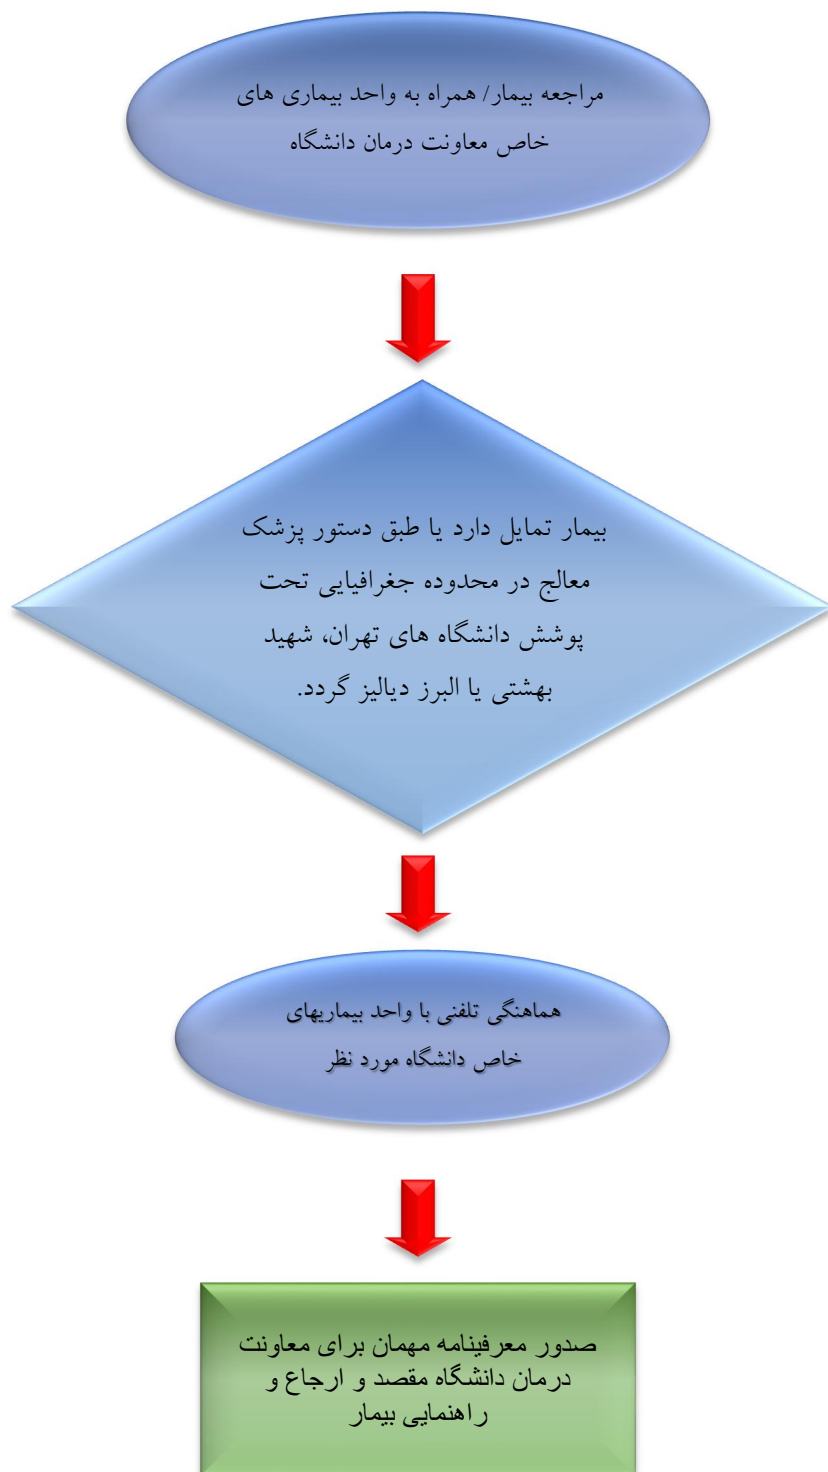 مراجعه بیمار/ همراه به واحد بیماری های
خاص معاونت درمان دانشگاه
بیمار تمایل دارد یا طبق دستور پزشک
معالج در محدوده جغرافیایی تحت
پوشش دانشگاه های تهران، شهید
بهشتی یا البرز دیالیز گردد.
هماهنگی تلفنی با واحد بیماریهای
خاص دانشگاه مورد نظر
صدور معرفینامه مهمان برای معاونت
درمان دانشگاه مقصد و ارجاع و
راهنمایی بیمار